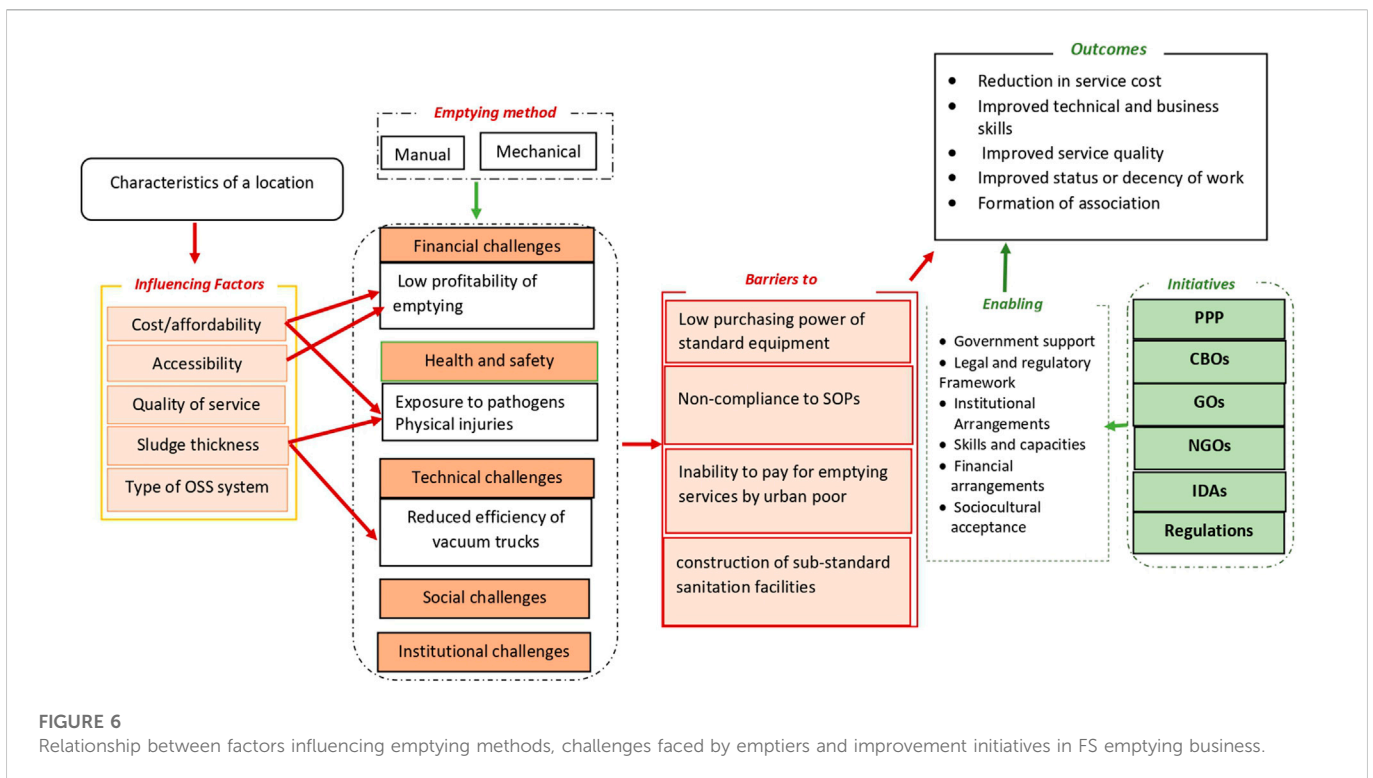 Characteristics of a location
Influencing Factors
Cost/affordability
Accessibility
Quality of service
Sludge thickness
Type of OSS system
Emptying method
Manual
Mechanical
Financial challenges
Low profitability of
emptying
Health and safety
Exposure to pathogens
Physical injuries
Technical challenges
Reduced efficiency of
vacuum trucks
Social challenges
Institutional challenges
Barriers to
Low purchasing power of
standard equipment
Non-compliance to SOPs
Inability to pay for emptying
services by urban poor
construction of sub-standard
sanitation facilities
Outcomes
• Reduction in service cost
• Improved technical and business
skills
• Improved service quality
• Improved status or decency of work
• Formation of association
Enabling
• Government support
• Legal and regulatory
Framework
• Institutional
Arrangements
• Skills and capacities
• Financial
arrangements
• Sociocultural
acceptance
Initiatives
PPP
CBOs
GOs
NGOs
IDAs
Regulations
FIGURE 6
Relationship between factors influencing emptying methods, challenges faced by emptiers and improvement initiatives in FS emptying business.